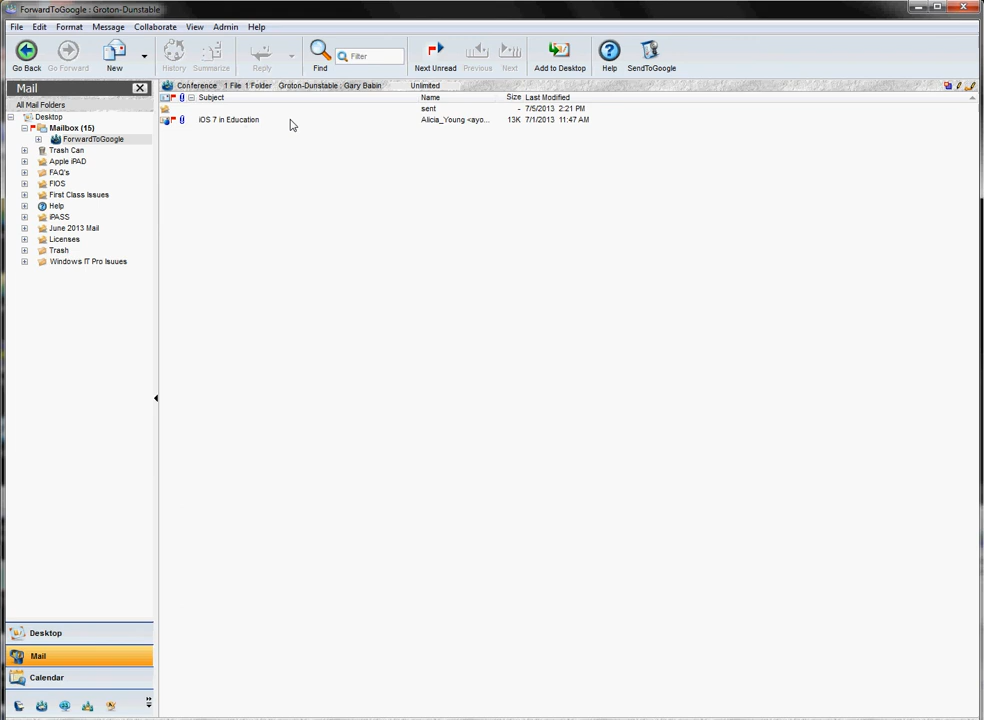 ForwardToGoogle : Groton-Dunstable
File Edit Format Message Collaborate View Admin Help
Go Back Go Forward New History Summarize Reply Find Filter Next Unread Previous Next Add to Desktop Help SendToGoogle
Mail
Conference 1 File 1 Folder Groton-Dunstable : Gary Babin Unlimited
Subject Name Size Last Modified
sent - 7/5/2013 2:21 PM
iOS 7 in Education Alicia_Young <ayo... 13K 7/1/2013 11:47 AM
All Mail Folders
Desktop
Mailbox (15)
ForwardToGoogle
Trash Can
Apple iPAD
FAQ's
FIOS
First Class Issues
Help
iPASS
June 2013 Mail
Licenses
Trash
Windows IT Pro Isuues
Desktop
Mail
Calendar